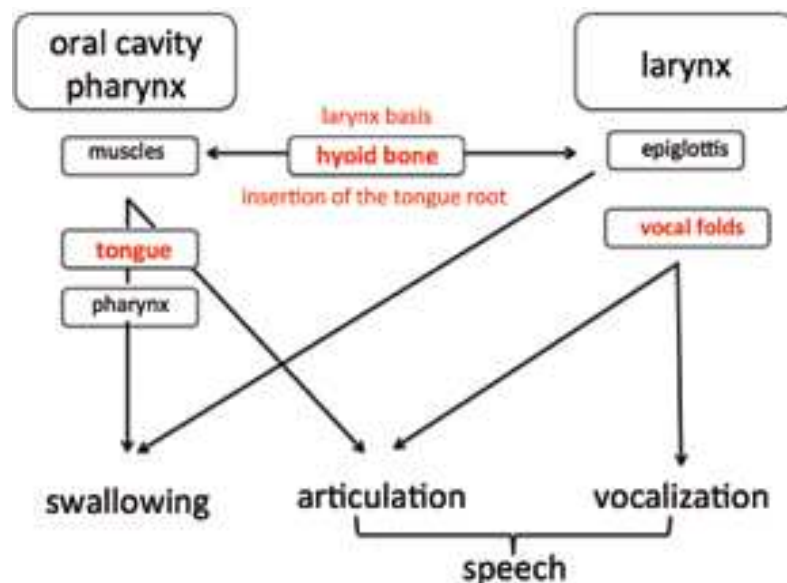 oral cavity
pharynx
larynx
larynx basis
muscles
hyoid bone
epiglottis
insertion of the tongue root
vocal folds
tongue
pharynx
swallowing
articulation
vocalization
speech